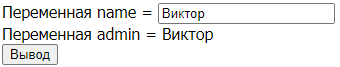 Переменная name = Виктор
Переменная admin = Виктор
Вывод